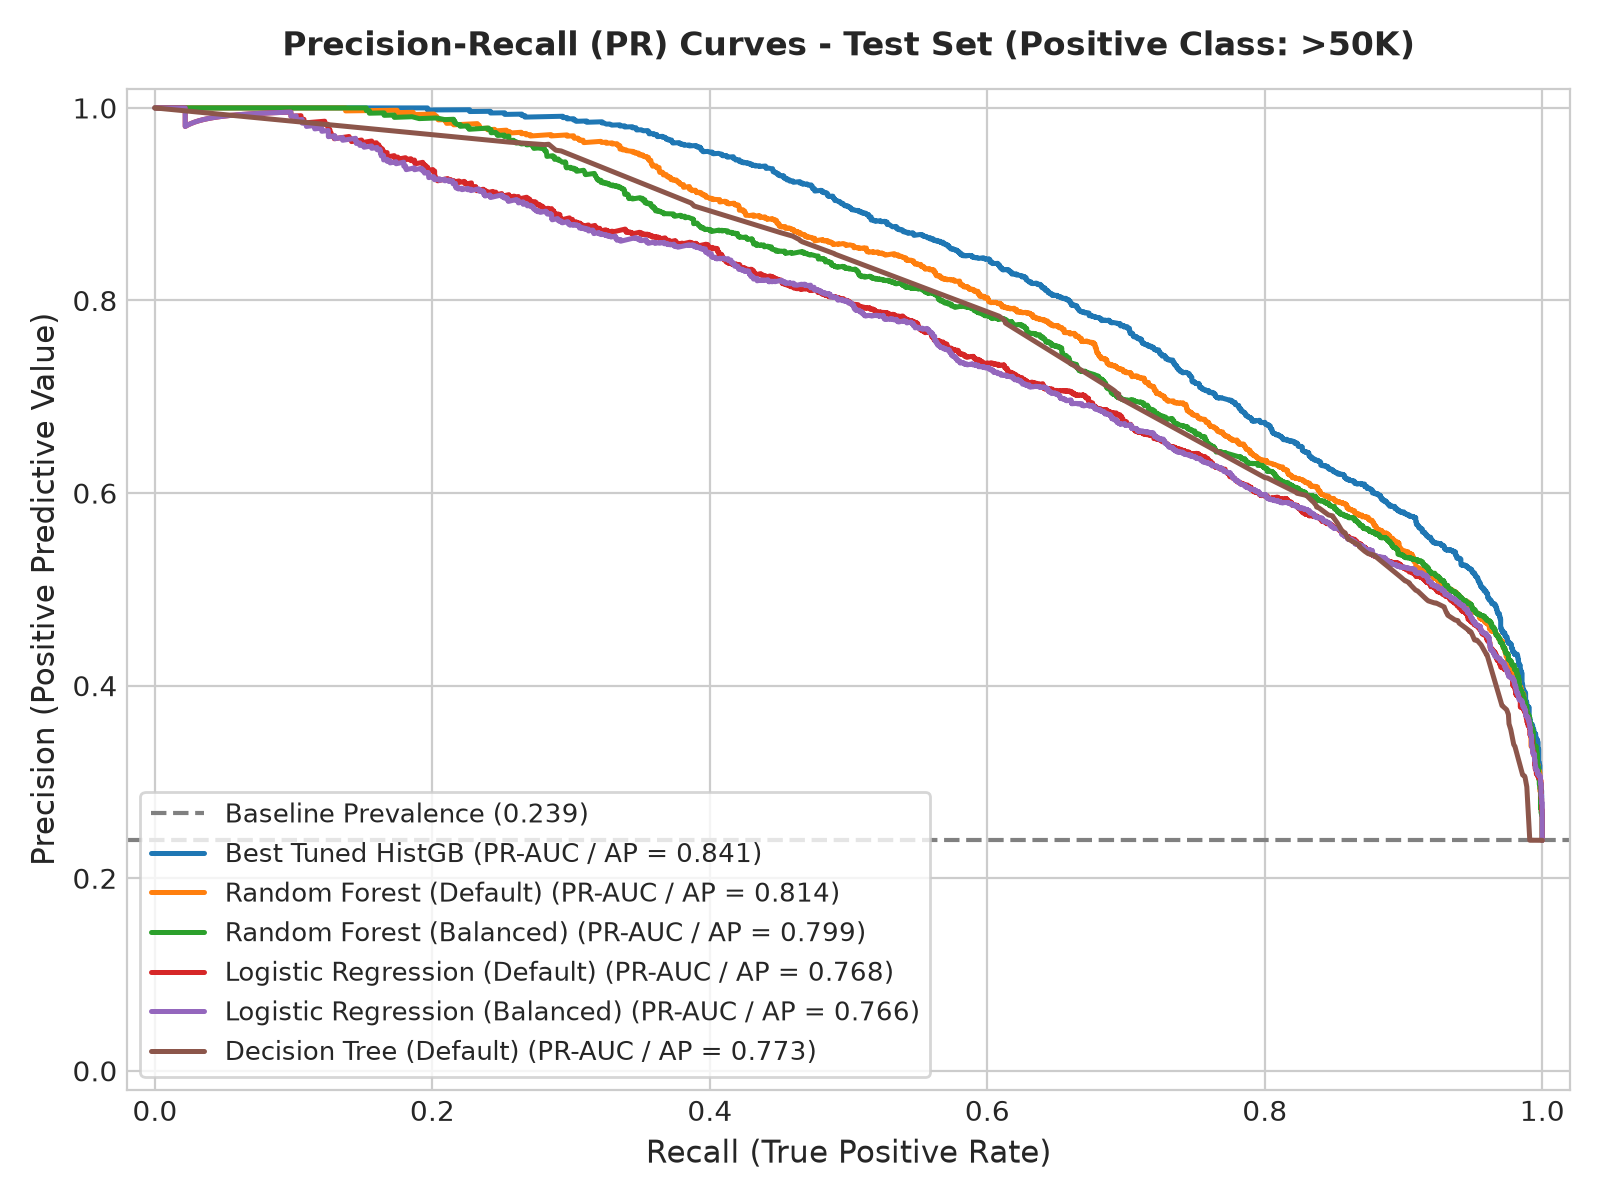 Precision-Recall (PR) Curves - Test Set (Positive Class: >50K)
Precision (Positive Predictive Value)
1.0
0.8
0.6
0.4
0.2
0.0
Baseline Prevalence (0.239)
Best Tuned HistGB (PR-AUC / AP = 0.841)
Random Forest (Default) (PR-AUC / AP = 0.814)
Random Forest (Balanced) (PR-AUC / AP = 0.799)
Logistic Regression (Default) (PR-AUC / AP = 0.768)
Logistic Regression (Balanced) (PR-AUC / AP = 0.766)
Decision Tree (Default) (PR-AUC / AP = 0.773)
0.0 0.2 0.4 0.6 0.8 1.0
Recall (True Positive Rate)